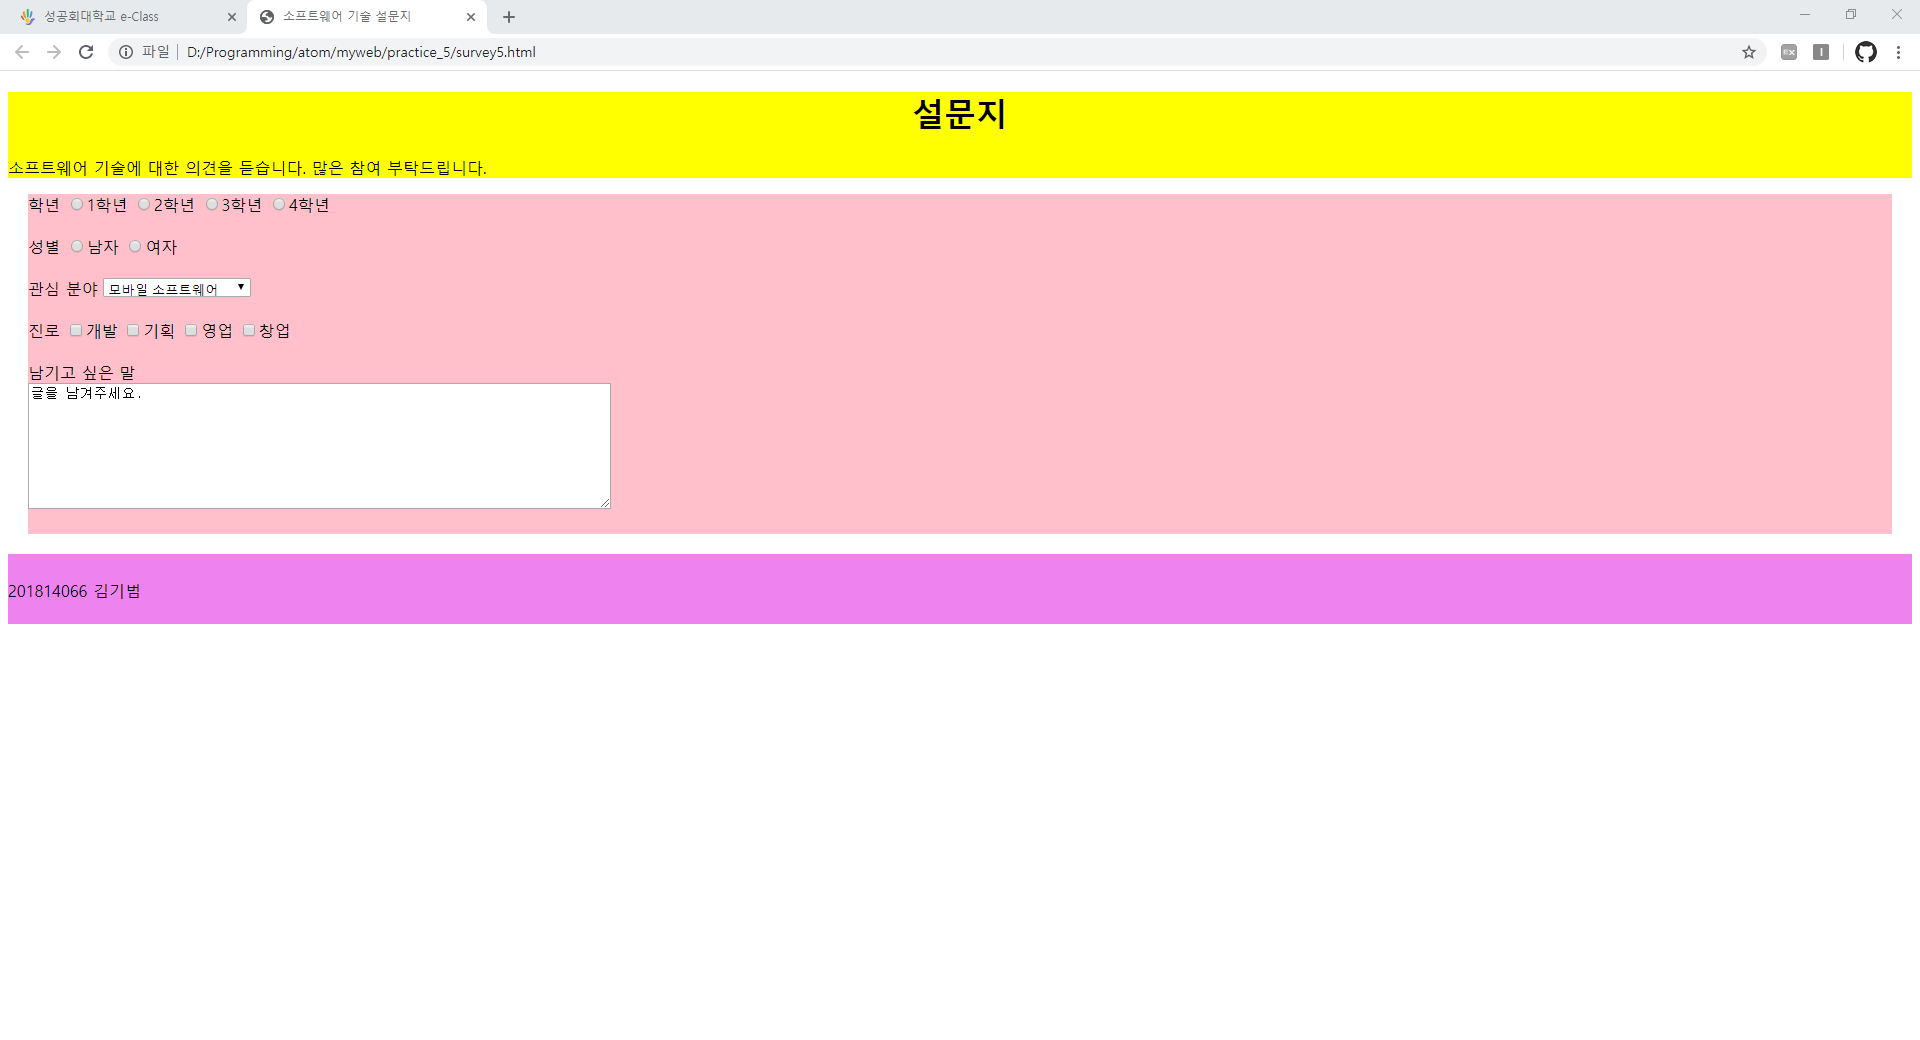 성공회대학교 e-Class
소프트웨어 기술 설문지
파일 D:/Programming/atom/myweb/practice_5/survey5.html
설문지
소프트웨어 기술에 대한 의견을 듣습니다. 많은 참여 부탁드립니다.
학년 1학년 2학년 3학년 4학년
성별 남자 여자
관심 분야 모바일 소프트웨어
진로 개발 기획 영업 창업
남기고 싶은 말
글을 남겨주세요.
201814066 김기범